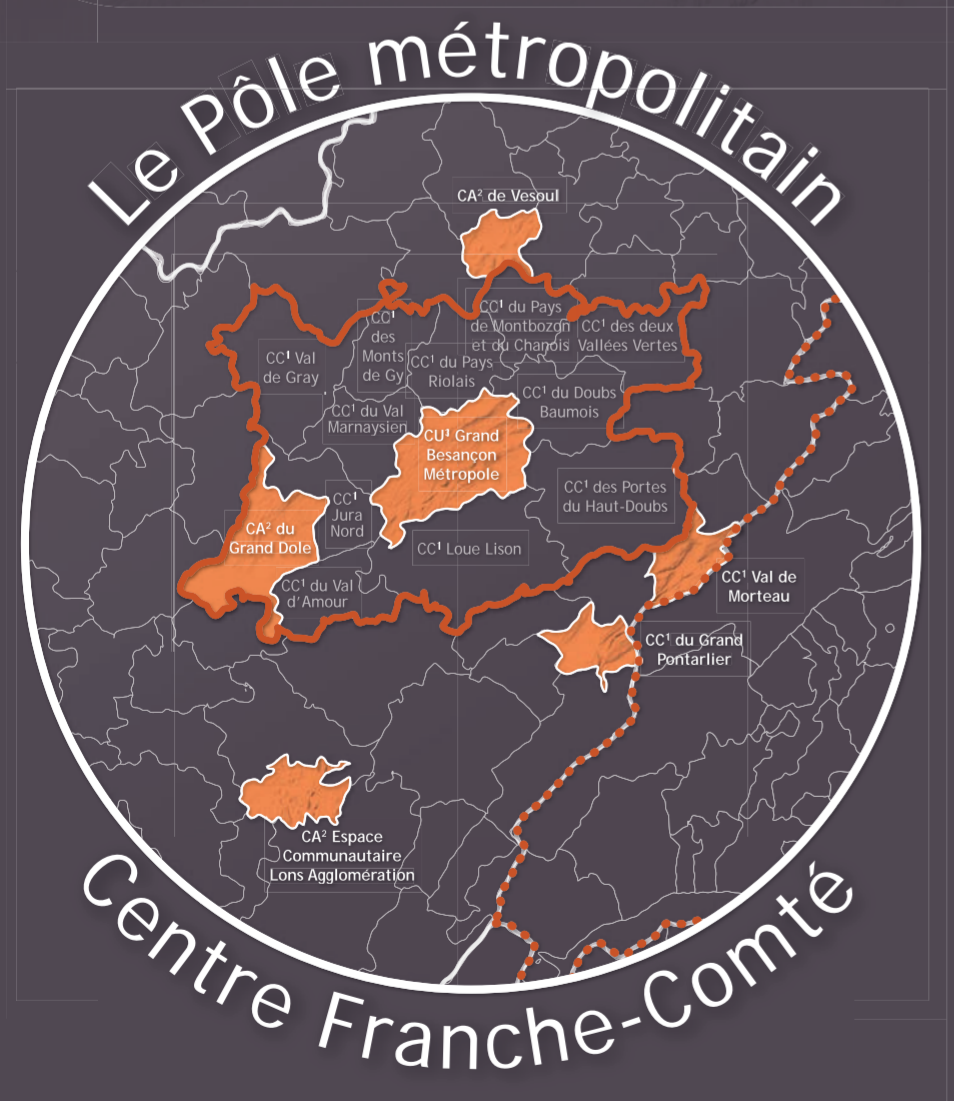 Le Pôle métropolitain
CA² de Vesoul
CC¹ du Pays
de Montbozon
et du Chanois
CC¹ des deux
Vallées Vertes
CC¹
des
Monts
de Gy
CC¹ Val
de Gray
CC¹ du Pays
Riolais
CC¹ du Doubs
Baumois
CC¹ du Val
Marnaysien
CU¹ Grand
Besançon
Métropole
CC¹ des Portes
du Haut-Doubs
CC¹
Jura
Nord
CA² du
Grand Dole
CC¹ Loue Lison
CC¹ du Val
d'Amour
CC¹ Val de
Morteau
CC¹ du Grand
Pontarlier
CA² Espace
Communautaire
Lons Agglomération
Centre Franche-Comté